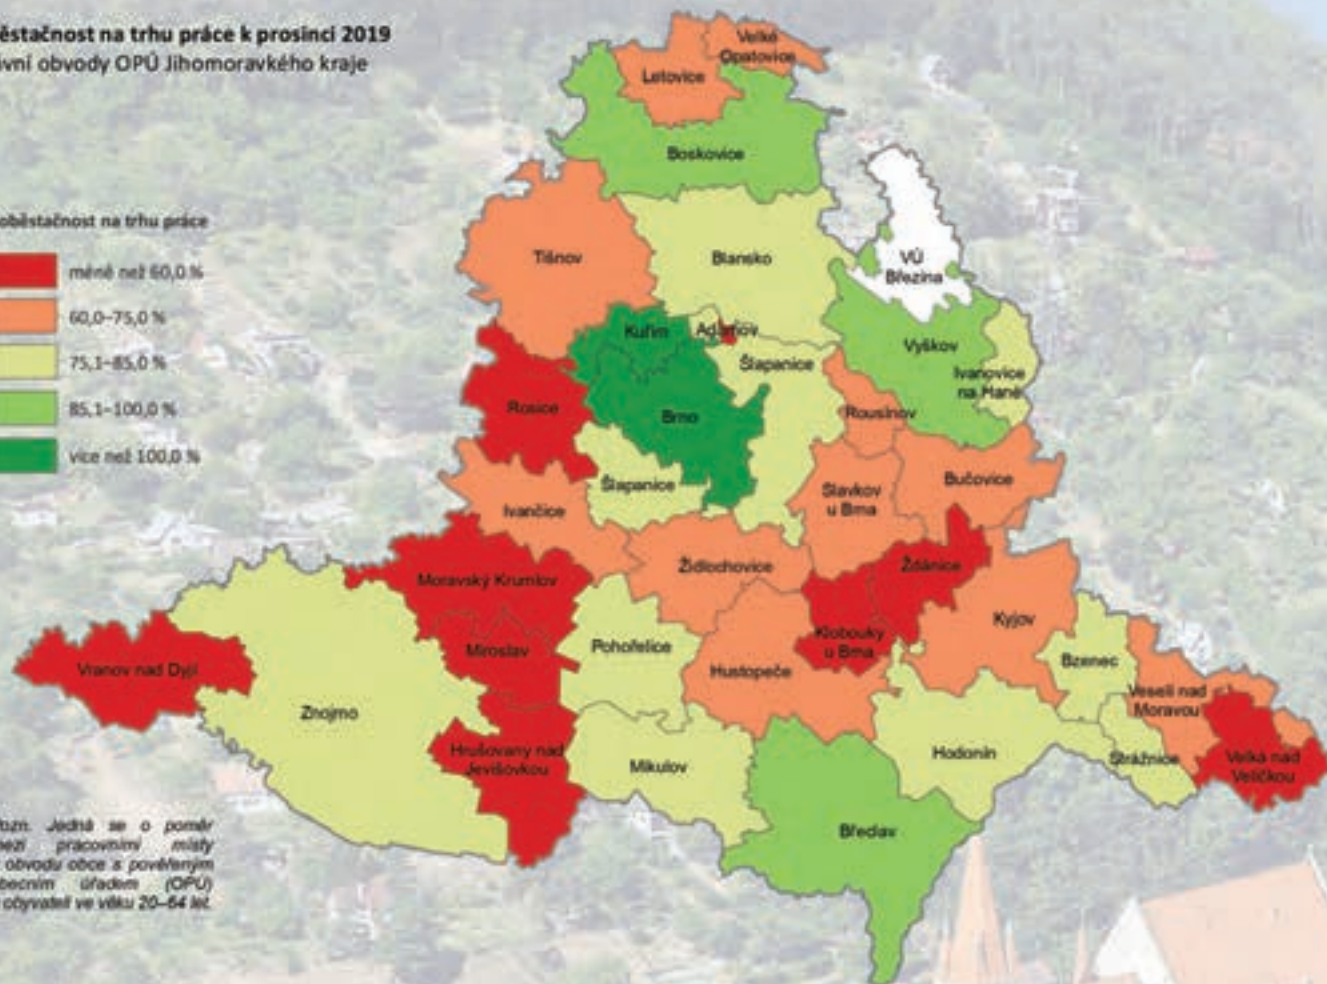 ěstačnost na trhu práce k prosinci 2019
ivní obvody OPÚ Jihomoravkého kraje
oběstačnost na trhu práce
méně než 60,0 %
60,0–75,0 %
75,1–85,0 %
85,1–100,0 %
více než 100,0 %
Velké
Opatovice
Letovice
Boskovice
Tišnov
Blansko
VÚ
Březina
Kuřim
Adamov
Šlapanice
Vyškov
Ivanovice
na Hané
Rosice
Brno
Rousínov
Šlapanice
Slavkov
u Brna
Bučovice
Ivančice
Moravský Krumlov
Židlochovice
Ždánice
Kyjov
Klobouky
u Brna
Miroslav
Pohořelice
Bzenec
Vranov nad Dyjí
Hustopeče
Veselí nad
Moravou
Znojmo
Hrušovany nad
Jevišovkou
Mikulov
Hodonín
Strážnice
Velká nad
Veličkou
Břeclav
ozn. Jedná se o poměr
ezi pracovními místy
obvodu obce s pověřeným
becním úřadem (OPÚ)
obyvateli ve věku 20–64 let.